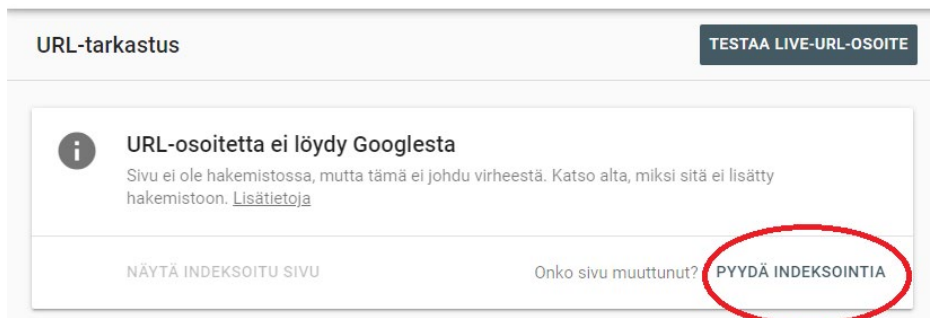 URL-tarkastus
TESTAA LIVE-URL-OSOITE
URL-osoitetta ei löydy Googlesta
Sivu ei ole hakemistossa, mutta tämä ei johdu virheestä. Katso alta, miksi sitä ei lisätty
hakemistoon. Lisätietoja
NÄYTÄ INDEKSOITU SIVU
Onko sivu muuttunut? PYYDÄ INDEKSOINTIA